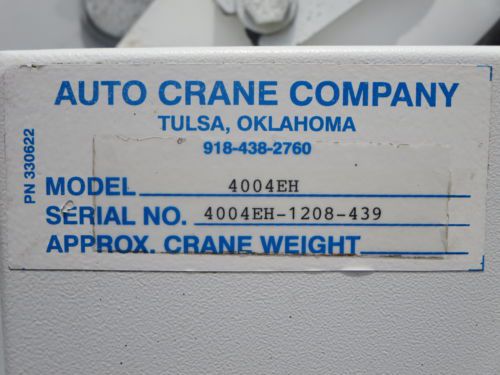 AUTO CRANE COMPANY
TULSA, OKLAHOMA
918-438-2760
PN 330622
MODEL 4004EH
SERIAL NO. 4004EH-1208-439
APPROX. CRANE WEIGHT